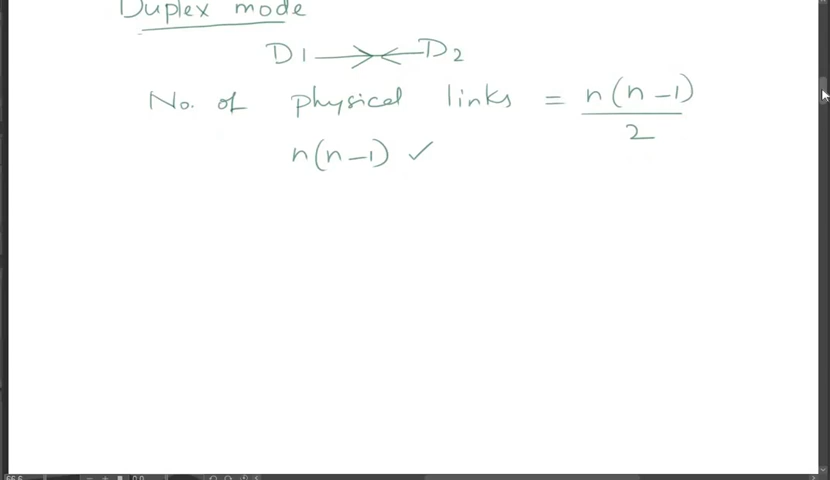 Duplex mode
D1 D2
No. of physical links = n(n-1)/2
n(n-1) ✓